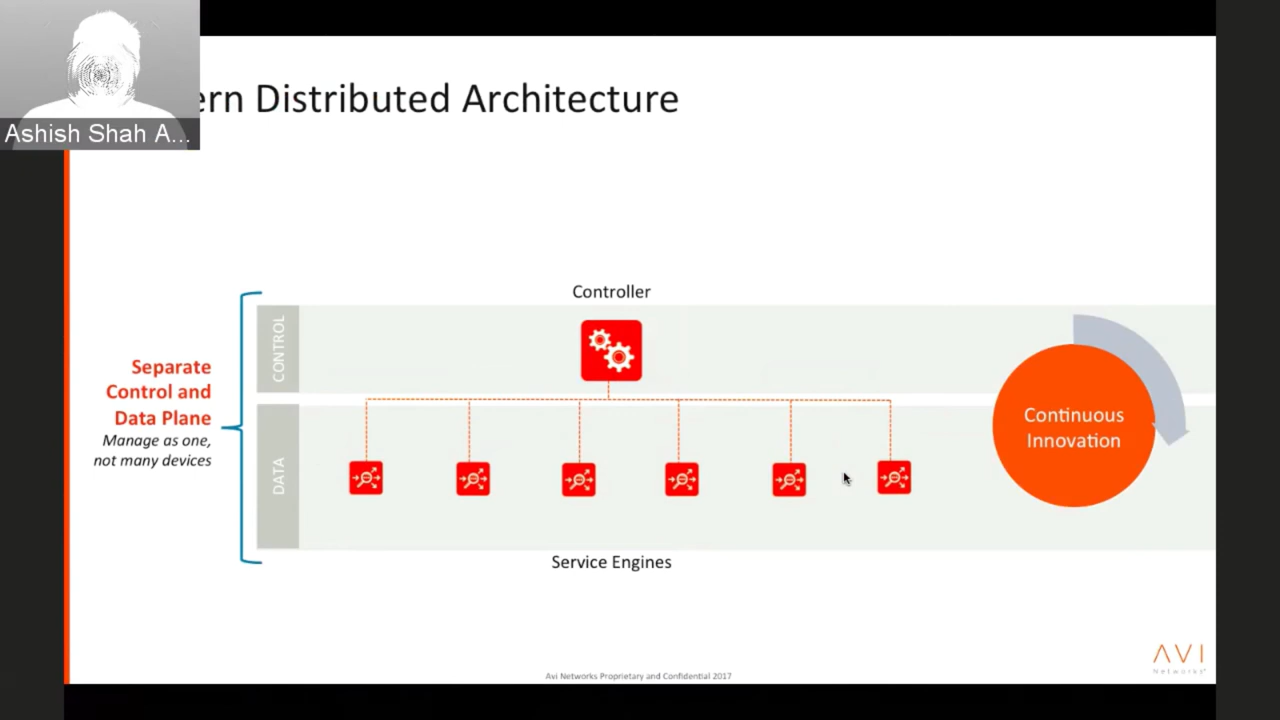 Ashish Shah A...
ern Distributed Architecture
Controller
CONTROL
Separate
Control and
Data Plane
Manage as one,
not many devices
DATA
Continuous
Innovation
Service Engines
AVI
Networks
Avi Networks Proprietary and Confidential 2017